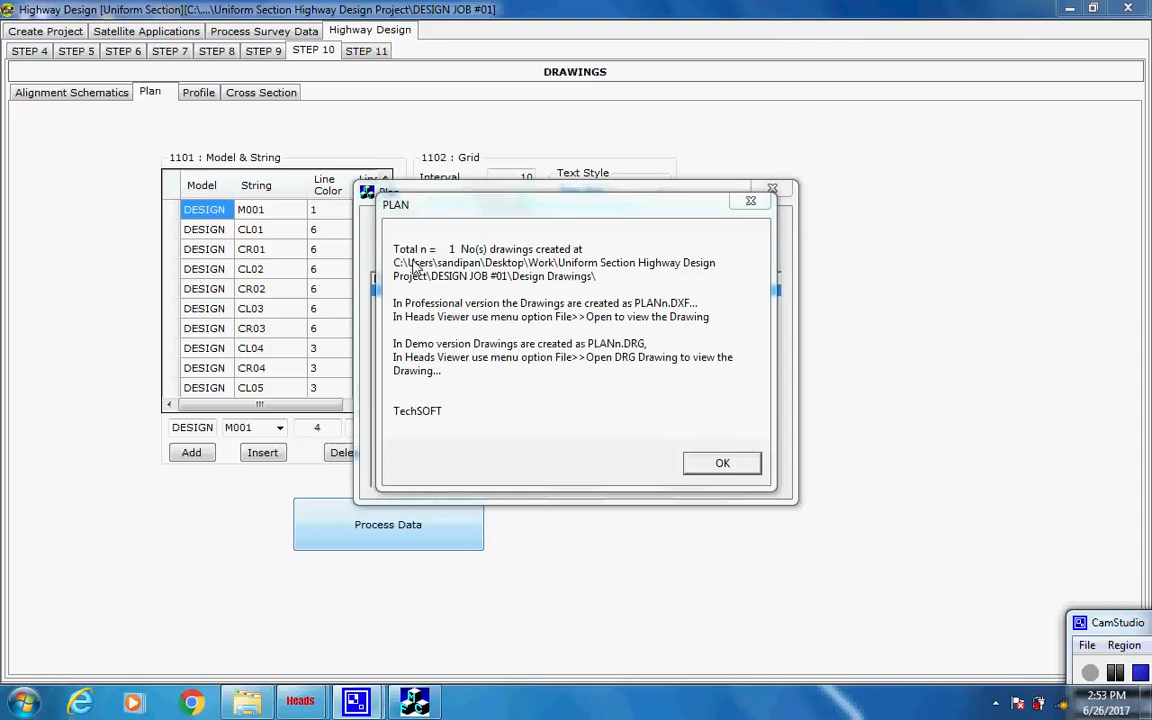 Highway Design [Uniform Section][C:\...\Uniform Section Highway Design Project\DESIGN JOB #01]
Create Project Satellite Applications Process Survey Data Highway Design
STEP 4 STEP 5 STEP 6 STEP 7 STEP 8 STEP 9 STEP 10 STEP 11
DRAWINGS
Alignment Schematics Plan Profile Cross Section
1101 : Model & String
Model String Line Color
DESIGN M001 1
DESIGN CL01 6
DESIGN CR01 6
DESIGN CL02 6
DESIGN CR02 6
DESIGN CL03 6
DESIGN CR03 6
DESIGN CL04 3
DESIGN CR04 3
DESIGN CL05 3
DESIGN M001 4
Add Insert
Process Data
1102 : Grid
Interval 10
Text Style
PLAN
Total n = 1 No(s) drawings created at
C:\Users\sandipan\Desktop\Work\Uniform Section Highway Design
Project\DESIGN JOB #01\Design Drawings\
In Professional version the Drawings are created as PLANn.DXF...
In Heads Viewer use menu option File>>Open to view the Drawing
In Demo version Drawings are created as PLANn.DRG,
In Heads Viewer use menu option File>>Open DRG Drawing to view the
Drawing...
TechSOFT
OK
CamStudio
File Region
Heads
2:53 PM
6/26/2017